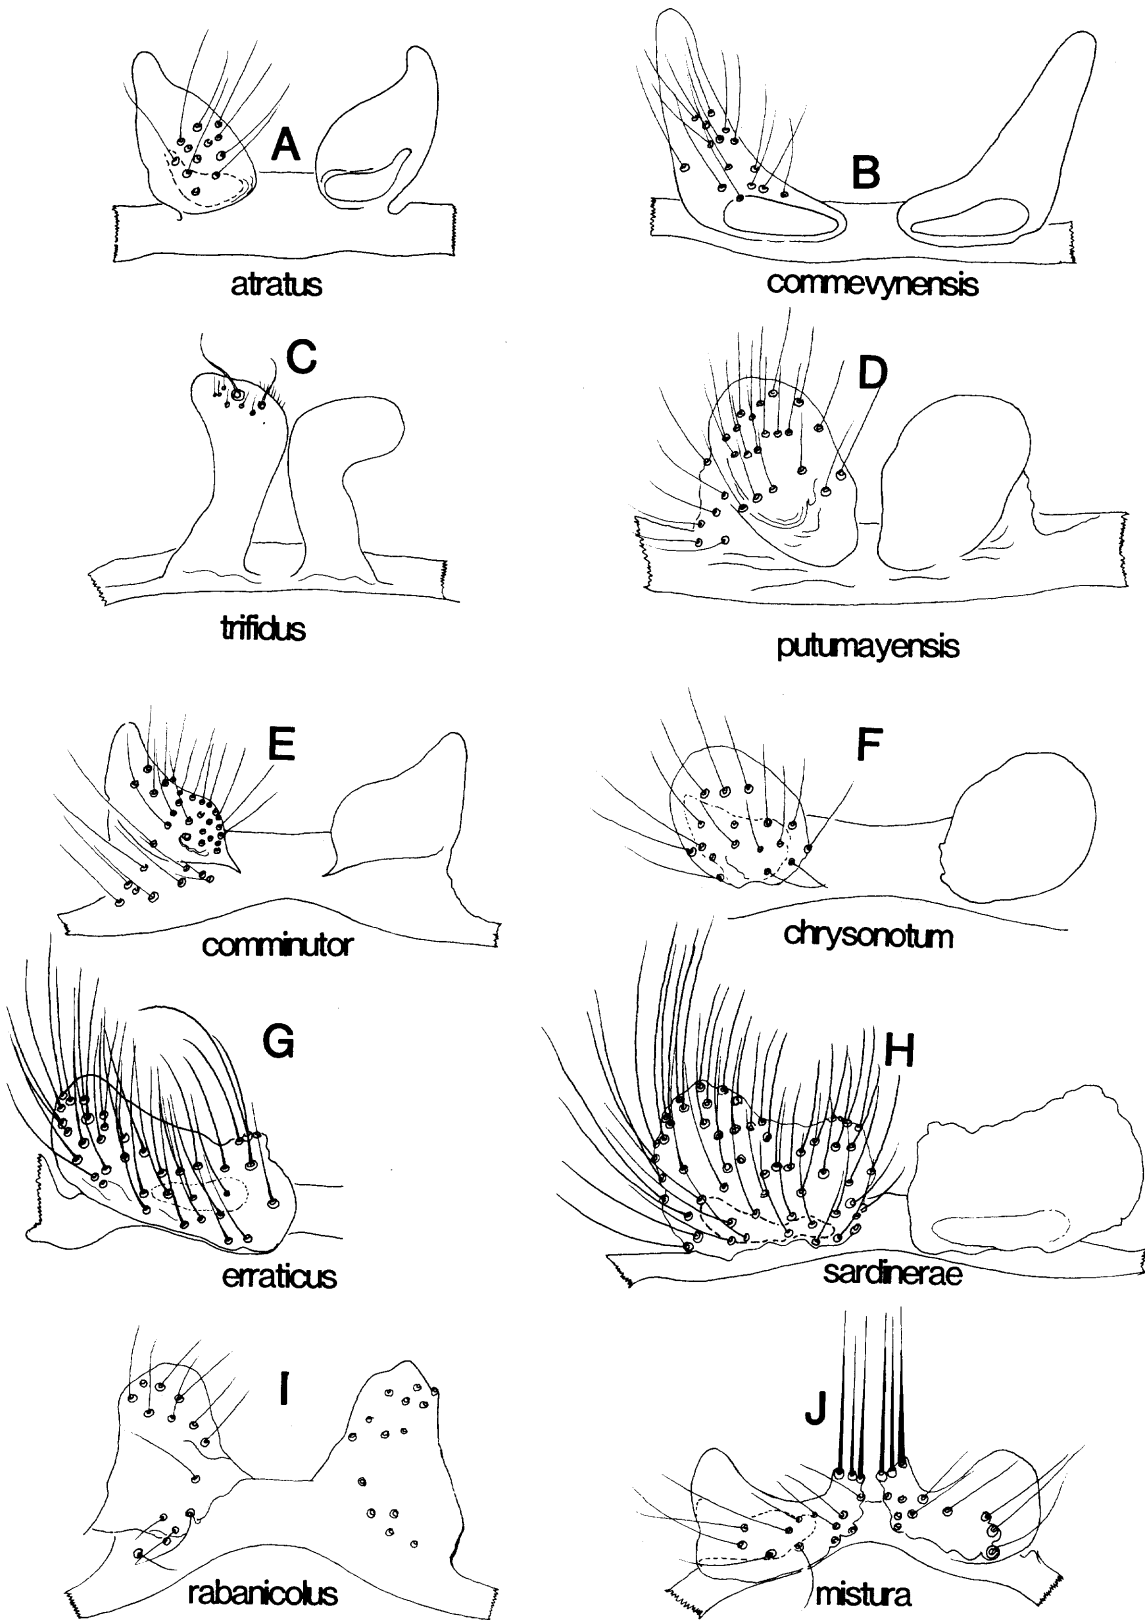 A
B
atratus
commevynensis
C
D
trifidus
putumayensis
E
F
comminutor
chrysonotum
G
H
erraticus
sardinerae
I
J
rabanicolus
mistura